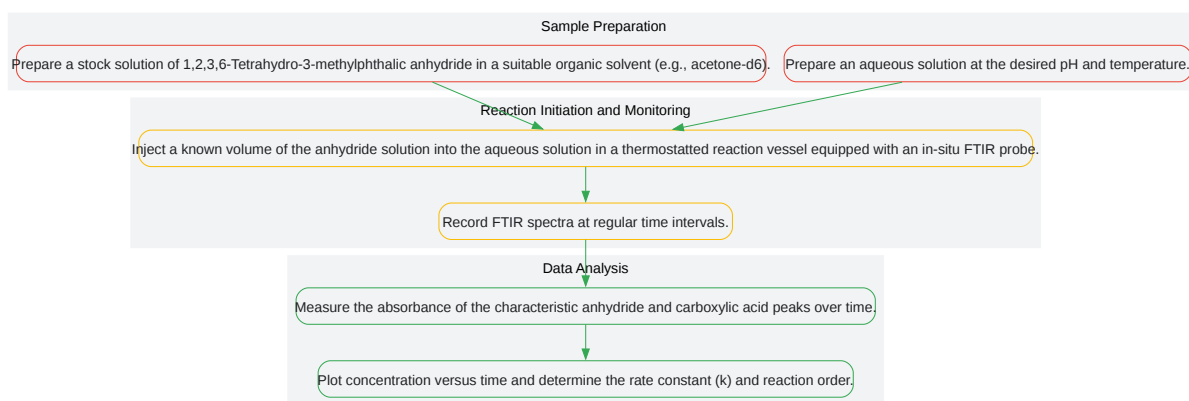 Sample Preparation
Prepare a stock solution of 1,2,3,6-Tetrahydro-3-methylphthalic anhydride in a suitable organic solvent (e.g., acetone-d6).
Prepare an aqueous solution at the desired pH and temperature.
Reaction Initiation and Monitoring
Inject a known volume of the anhydride solution into the aqueous solution in a thermostatted reaction vessel equipped with an in-situ FTIR probe.
Record FTIR spectra at regular time intervals.
Data Analysis
Measure the absorbance of the characteristic anhydride and carboxylic acid peaks over time.
Plot concentration versus time and determine the rate constant (k) and reaction order.